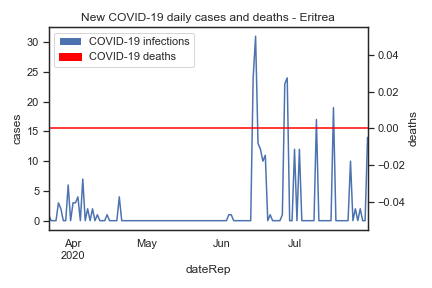 New COVID-19 daily cases and deaths - Eritrea
COVID-19 infections
COVID-19 deaths
30
25
20
15
10
5
0
cases
0.04
0.02
0.00
−0.02
−0.04
deaths
Apr
2020
May
Jun
Jul
dateRep